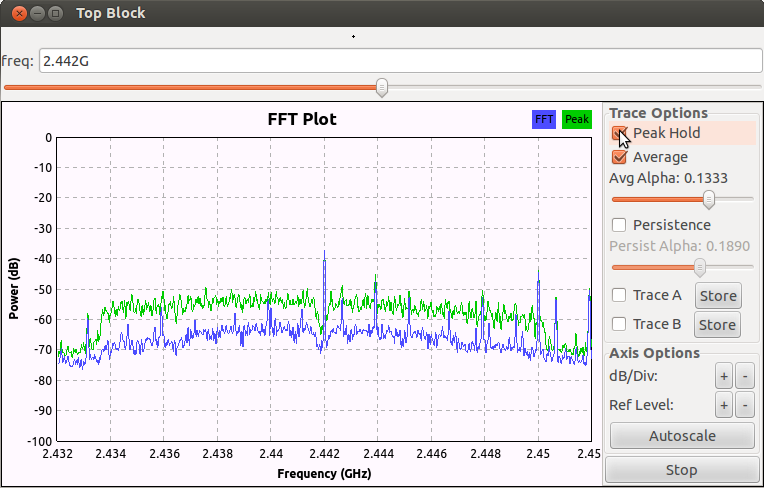 Top Block
freq: 2.442G
FFT Plot
FFT Peak
0
-10
-20
-30
-40
-50
-60
-70
-80
-90
-100
Power (dB)
2.432 2.434 2.436 2.438 2.44 2.442 2.444 2.446 2.448 2.45 2.45
Frequency (GHz)
Trace Options
Peak Hold
Average
Avg Alpha: 0.1333
Persistence
Persist Alpha: 0.1890
Trace A Store
Trace B Store
Axis Options
dB/Div: + -
Ref Level: + -
Autoscale
Stop